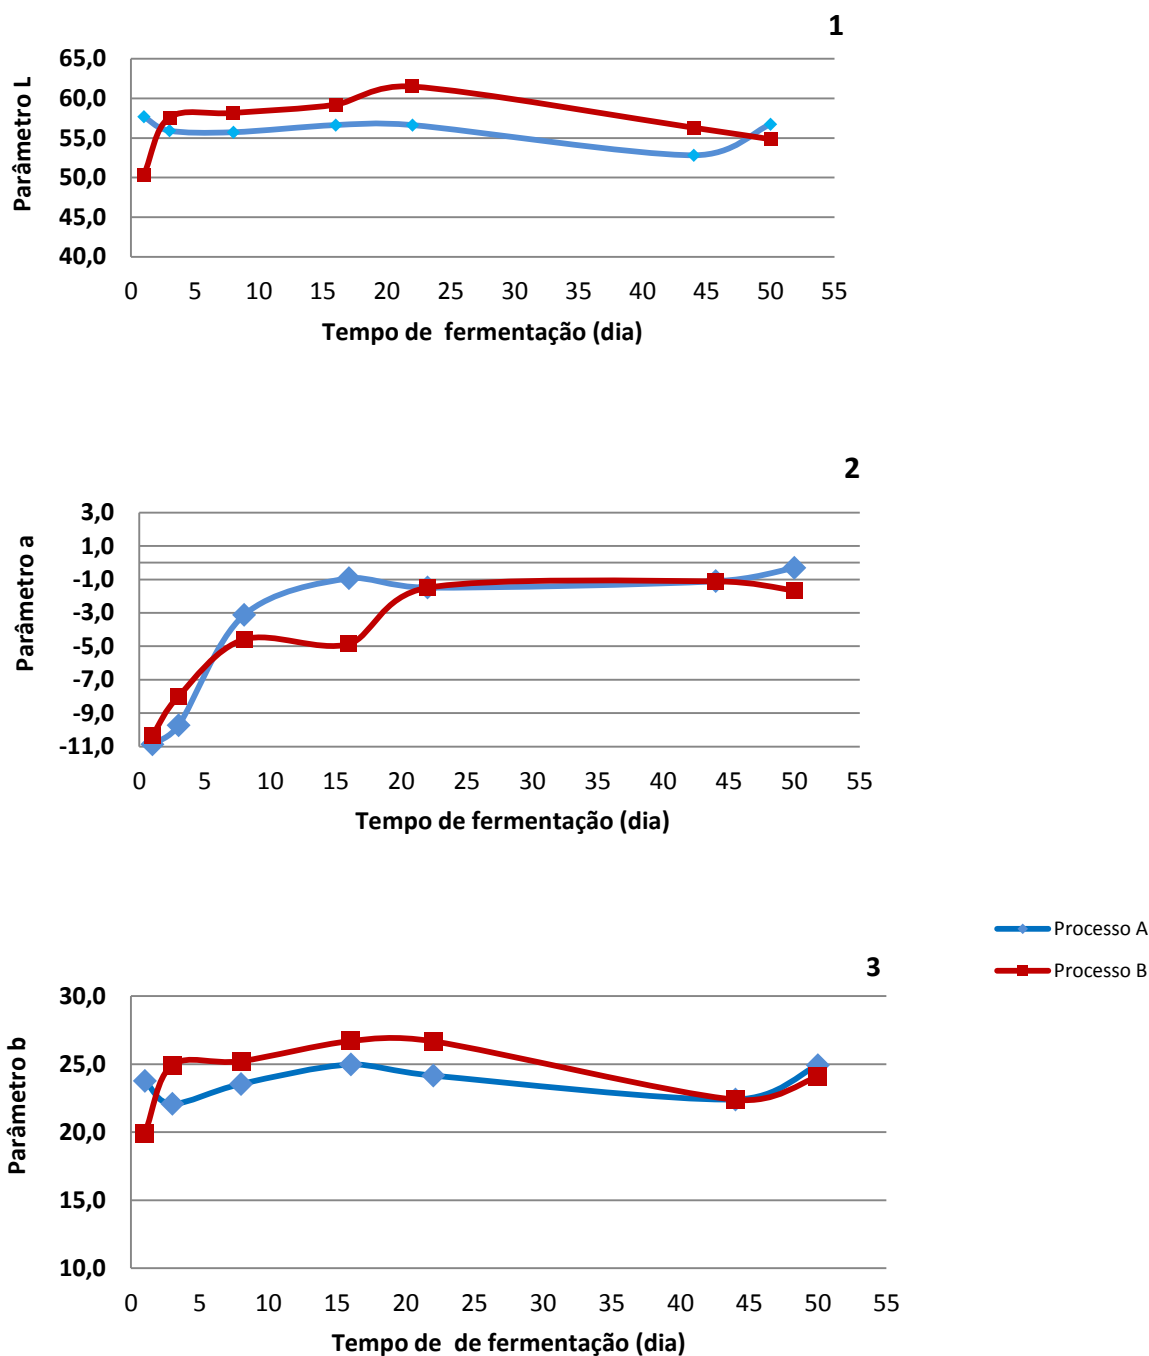 1
Parâmetro L
65,0
60,0
55,0
50,0
45,0
40,0
0 5 10 15 20 25 30 35 40 45 50 55
Tempo de  fermentação (dia)
2
Parâmetro a
3,0
1,0
-1,0
-3,0
-5,0
-7,0
-9,0
-11,0
0 5 10 15 20 25 30 35 40 45 50 55
Tempo de fermentação (dia)
Processo A
Processo B
3
Parâmetro b
30,0
25,0
20,0
15,0
10,0
0 5 10 15 20 25 30 35 40 45 50 55
Tempo de  de fermentação (dia)